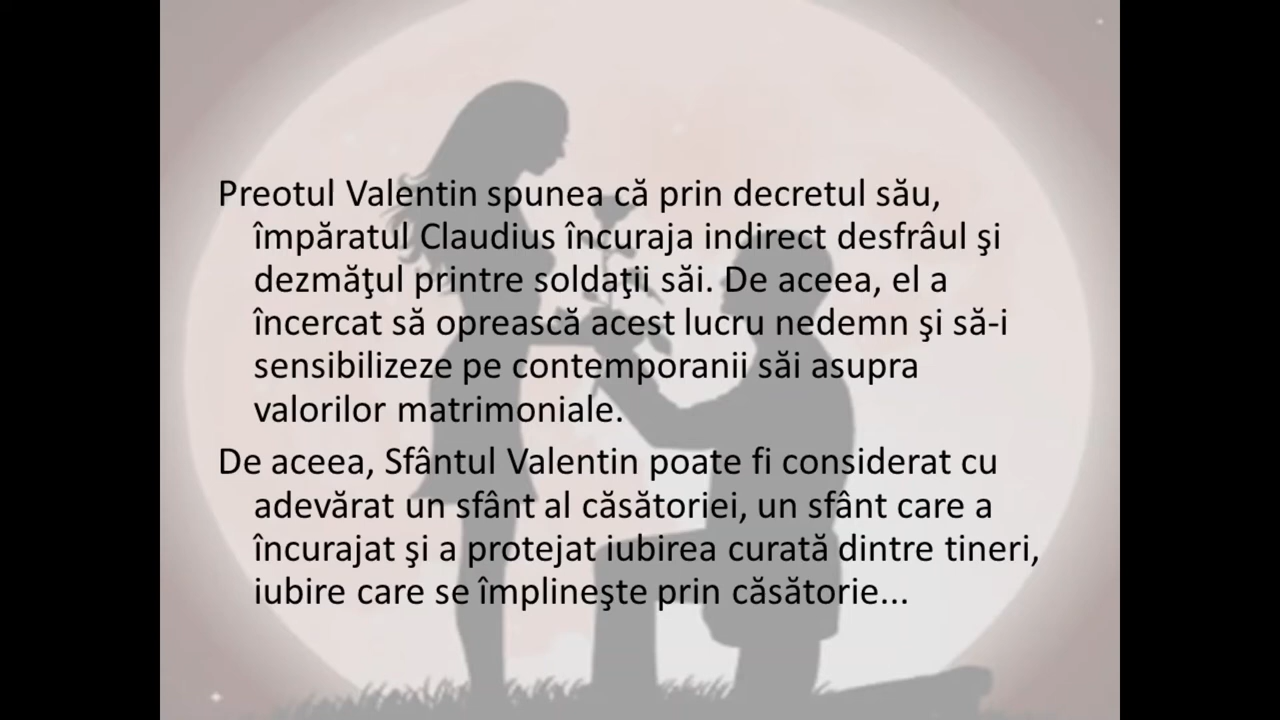 Preotul Valentin spunea că prin decretul său,
împăratul Claudius încuraja indirect desfrâul şi
dezmăţul printre soldaţii săi. De aceea, el a
încercat să oprească acest lucru nedemn şi să-i
sensibilizeze pe contemporanii săi asupra
valorilor matrimoniale.
De aceea, Sfântul Valentin poate fi considerat cu
adevărat un sfânt al căsătoriei, un sfânt care a
încurajat şi a protejat iubirea curată dintre tineri,
iubire care se împlineşte prin căsătorie...